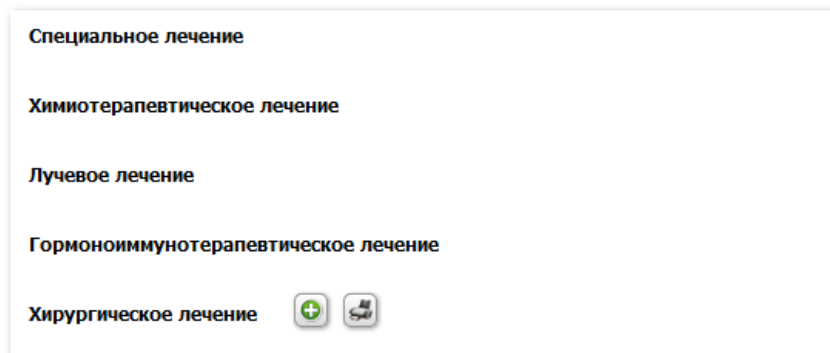 Специальное лечение
Химиотерапевтическое лечение
Лучевое лечение
Гормоноиммунотерапевтическое лечение
Хирургическое лечение